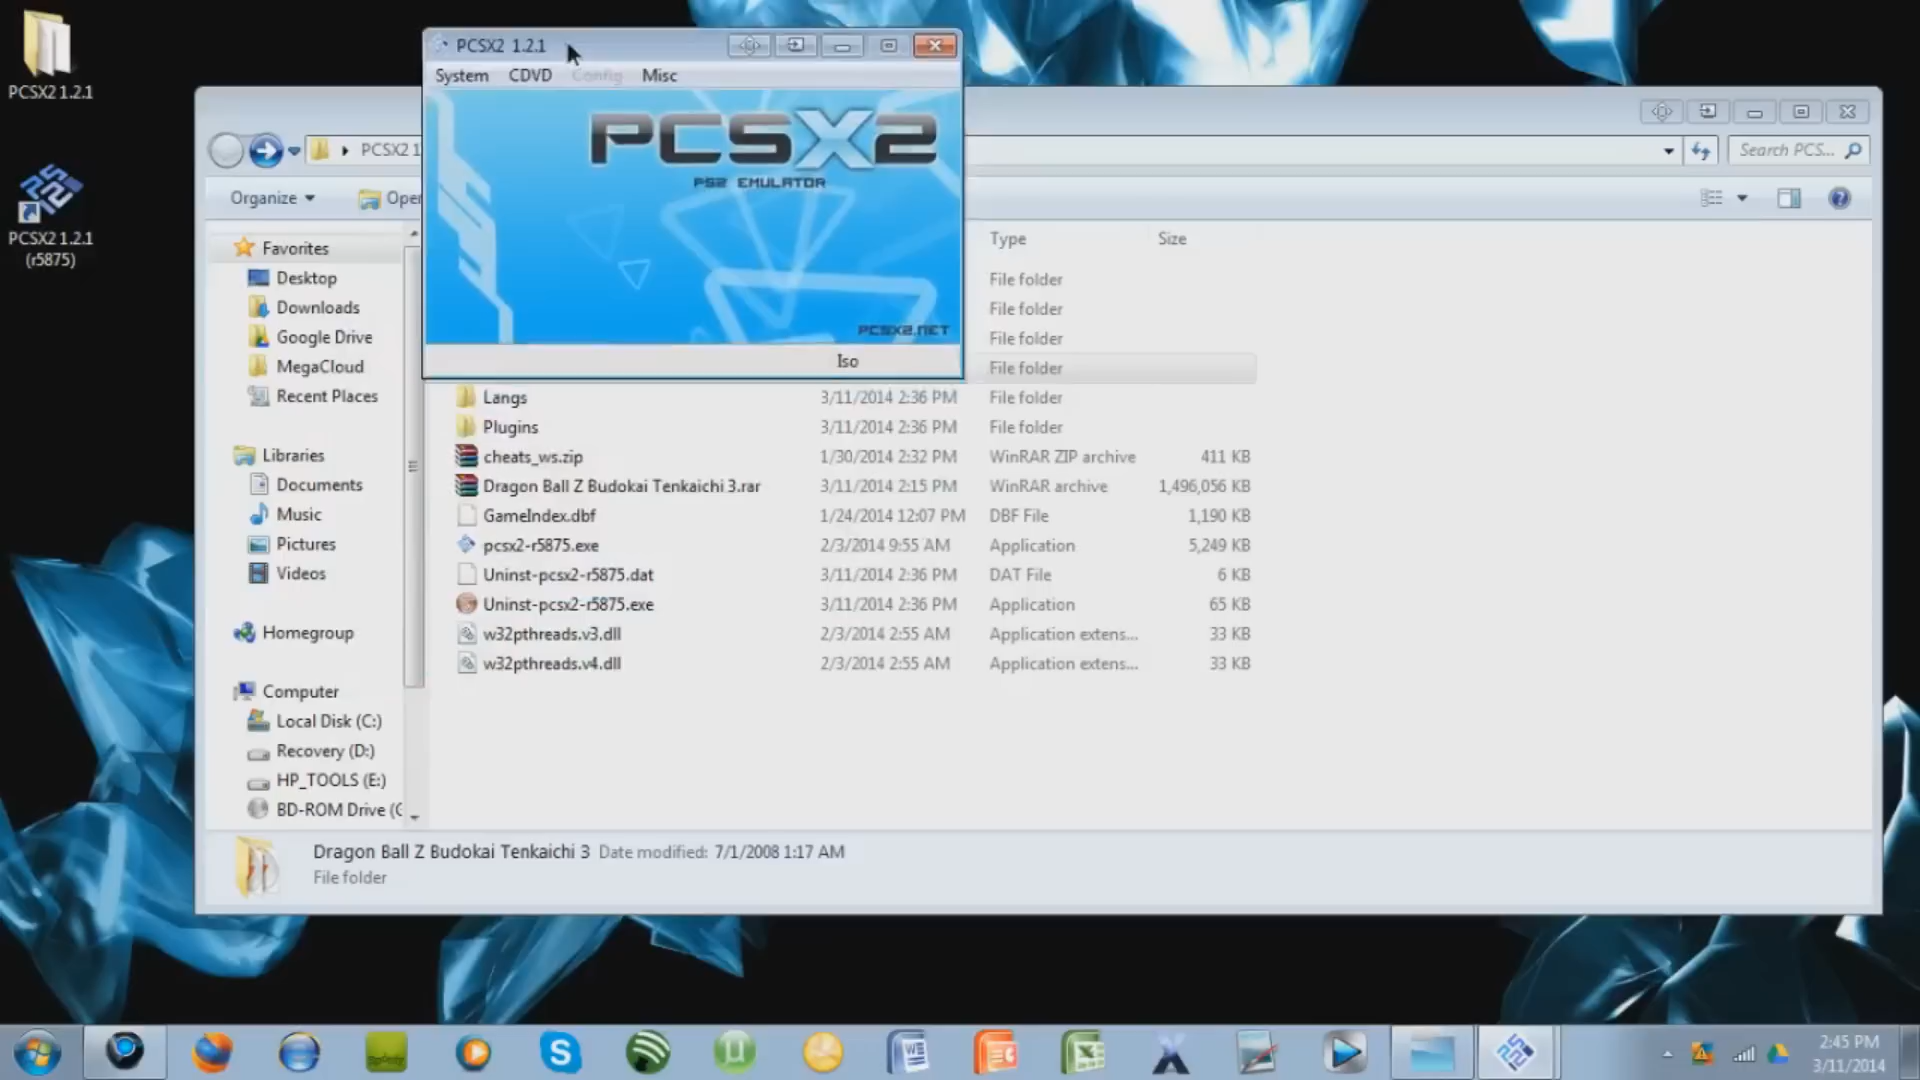 PCSX2 1.2.1
PCSX2 1.2.1
(r5875)
PCSX2 1.2.1
System CDVD Config Misc
PCSX2
PS2 EMULATOR
PCSX2.NET
Iso
PCSX2 1
Search PCS...
Organize
Open
Type Size
Favorites
Desktop
Downloads
Google Drive
MegaCloud
Recent Places
Libraries
Documents
Music
Pictures
Videos
Homegroup
Computer
Local Disk (C:)
Recovery (D:)
HP_TOOLS (E:)
BD-ROM Drive (
File folder
File folder
File folder
File folder
Langs 3/11/2014 2:36 PM File folder
Plugins 3/11/2014 2:36 PM File folder
cheats_ws.zip 1/30/2014 2:32 PM WinRAR ZIP archive 411 KB
Dragon Ball Z Budokai Tenkaichi 3.rar 3/11/2014 2:15 PM WinRAR archive 1,496,056 KB
GameIndex.dbf 1/24/2014 12:07 PM DBF File 1,190 KB
pcsx2-r5875.exe 2/3/2014 9:55 AM Application 5,249 KB
Uninst-pcsx2-r5875.dat 3/11/2014 2:36 PM DAT File 6 KB
Uninst-pcsx2-r5875.exe 3/11/2014 2:36 PM Application 65 KB
w32pthreads.v3.dll 2/3/2014 2:55 AM Application extens... 33 KB
w32pthreads.v4.dll 2/3/2014 2:55 AM Application extens... 33 KB
Dragon Ball Z Budokai Tenkaichi 3 Date modified: 7/1/2008 1:17 AM
File folder
2:45 PM
3/11/2014